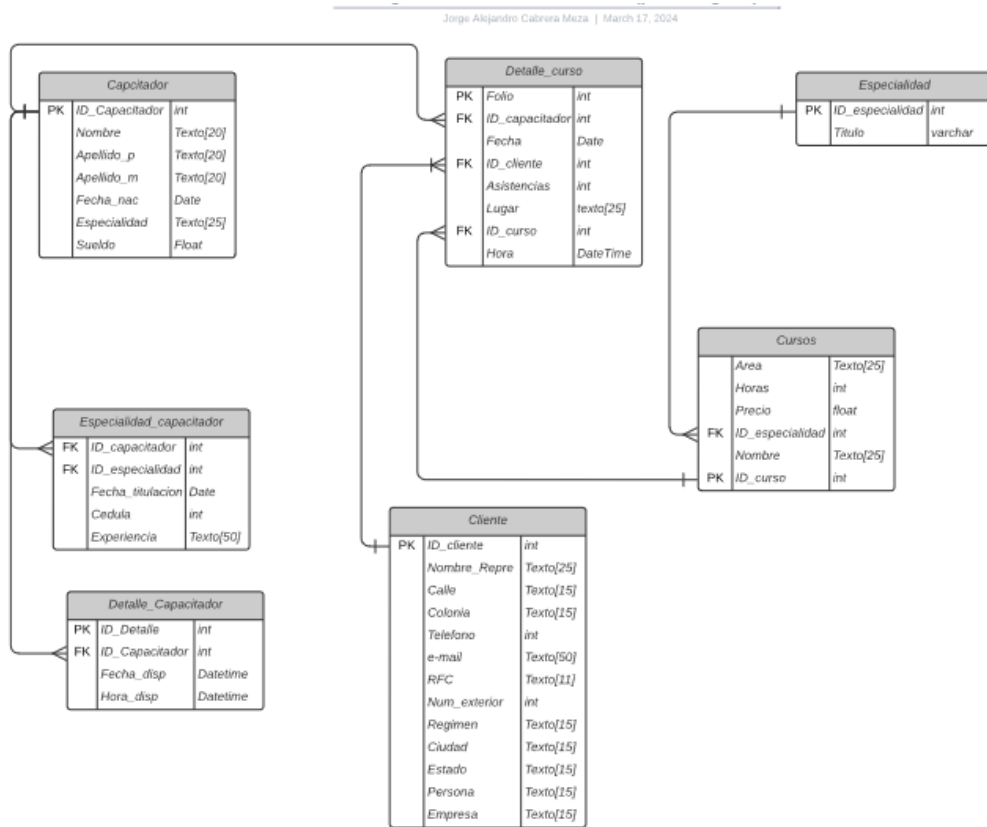 Jorge Alejandro Cabrera Meza | March 17, 2024
Capcitador
PK ID_Capacitador int
Nombre Texto[20]
Apellido_p Texto[20]
Apellido_m Texto[20]
Fecha_nac Date
Especialidad Texto[25]
Sueldo Float
Detalle_curso
PK Folio int
FK ID_capacitador int
Fecha Date
FK ID_cliente int
Asistencias int
Lugar texto[25]
FK ID_curso int
Hora DateTime
Especialidad
PK ID_especialidad int
Titulo varchar
Cursos
Area Texto[25]
Horas int
Precio float
FK ID_especialidad int
Nombre Texto[25]
PK ID_curso int
Especialidad_capacitador
FK ID_capacitador int
FK ID_especialidad int
Fecha_titulacion Date
Cedula int
Experiencia Texto[50]
Detalle_Capacitador
PK ID_Detalle int
FK ID_Capacitador int
Fecha_disp Datetime
Hora_disp Datetime
Cliente
PK ID_cliente int
Nombre_Repre Texto[25]
Calle Texto[15]
Colonia Texto[15]
Telefono int
e-mail Texto[50]
RFC Texto[11]
Num_exterior int
Regimen Texto[15]
Ciudad Texto[15]
Estado Texto[15]
Persona Texto[15]
Empresa Texto[15]